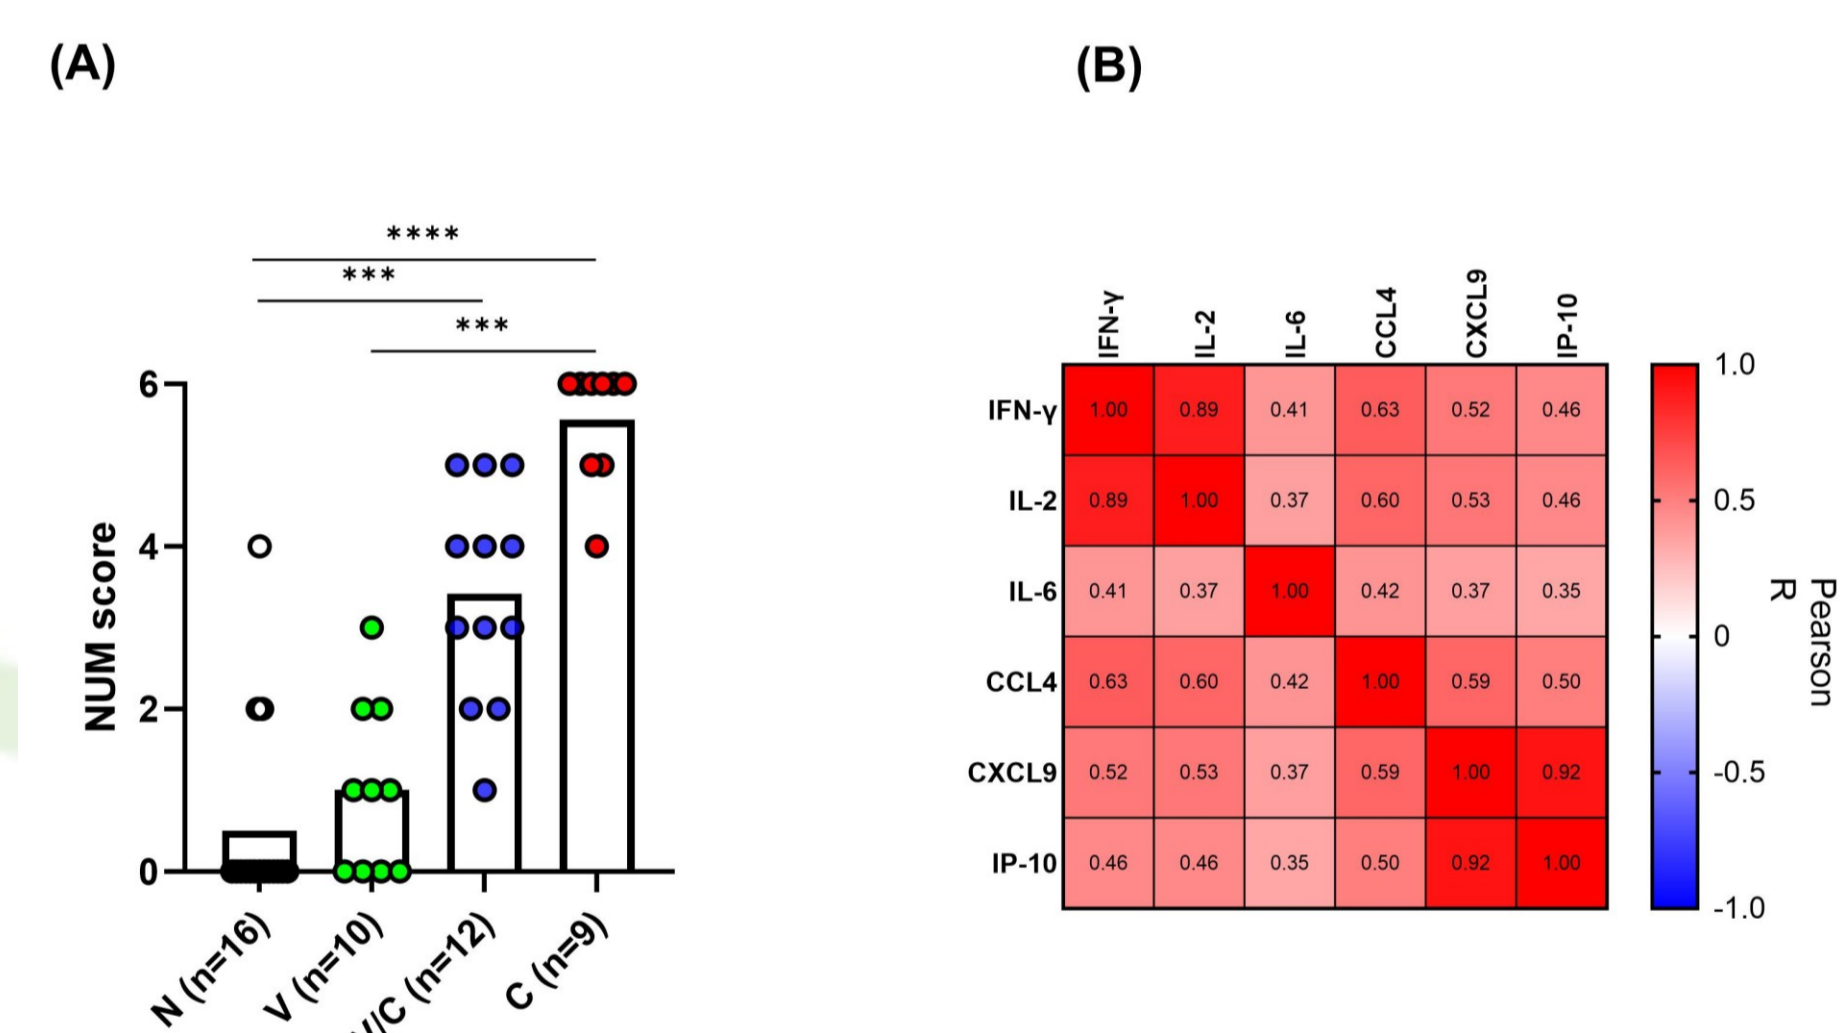 (A)
(B)
****
***
***
6
4
2
0
NUM score
N (n=16)
V (n=10)
V/C (n=12)
C (n=9)
IFN-γ IL-2 IL-6 CCL4 CXCL9 IP-10
IFN-γ 1.00 0.89 0.41 0.63 0.52 0.46
IL-2 0.89 1.00 0.37 0.60 0.53 0.46
IL-6 0.41 0.37 1.00 0.42 0.37 0.35
CCL4 0.63 0.60 0.42 1.00 0.59 0.50
CXCL9 0.52 0.53 0.37 0.59 1.00 0.92
IP-10 0.46 0.46 0.35 0.50 0.92 1.00
1.0
0.5
0
-0.5
-1.0
Pearson
R